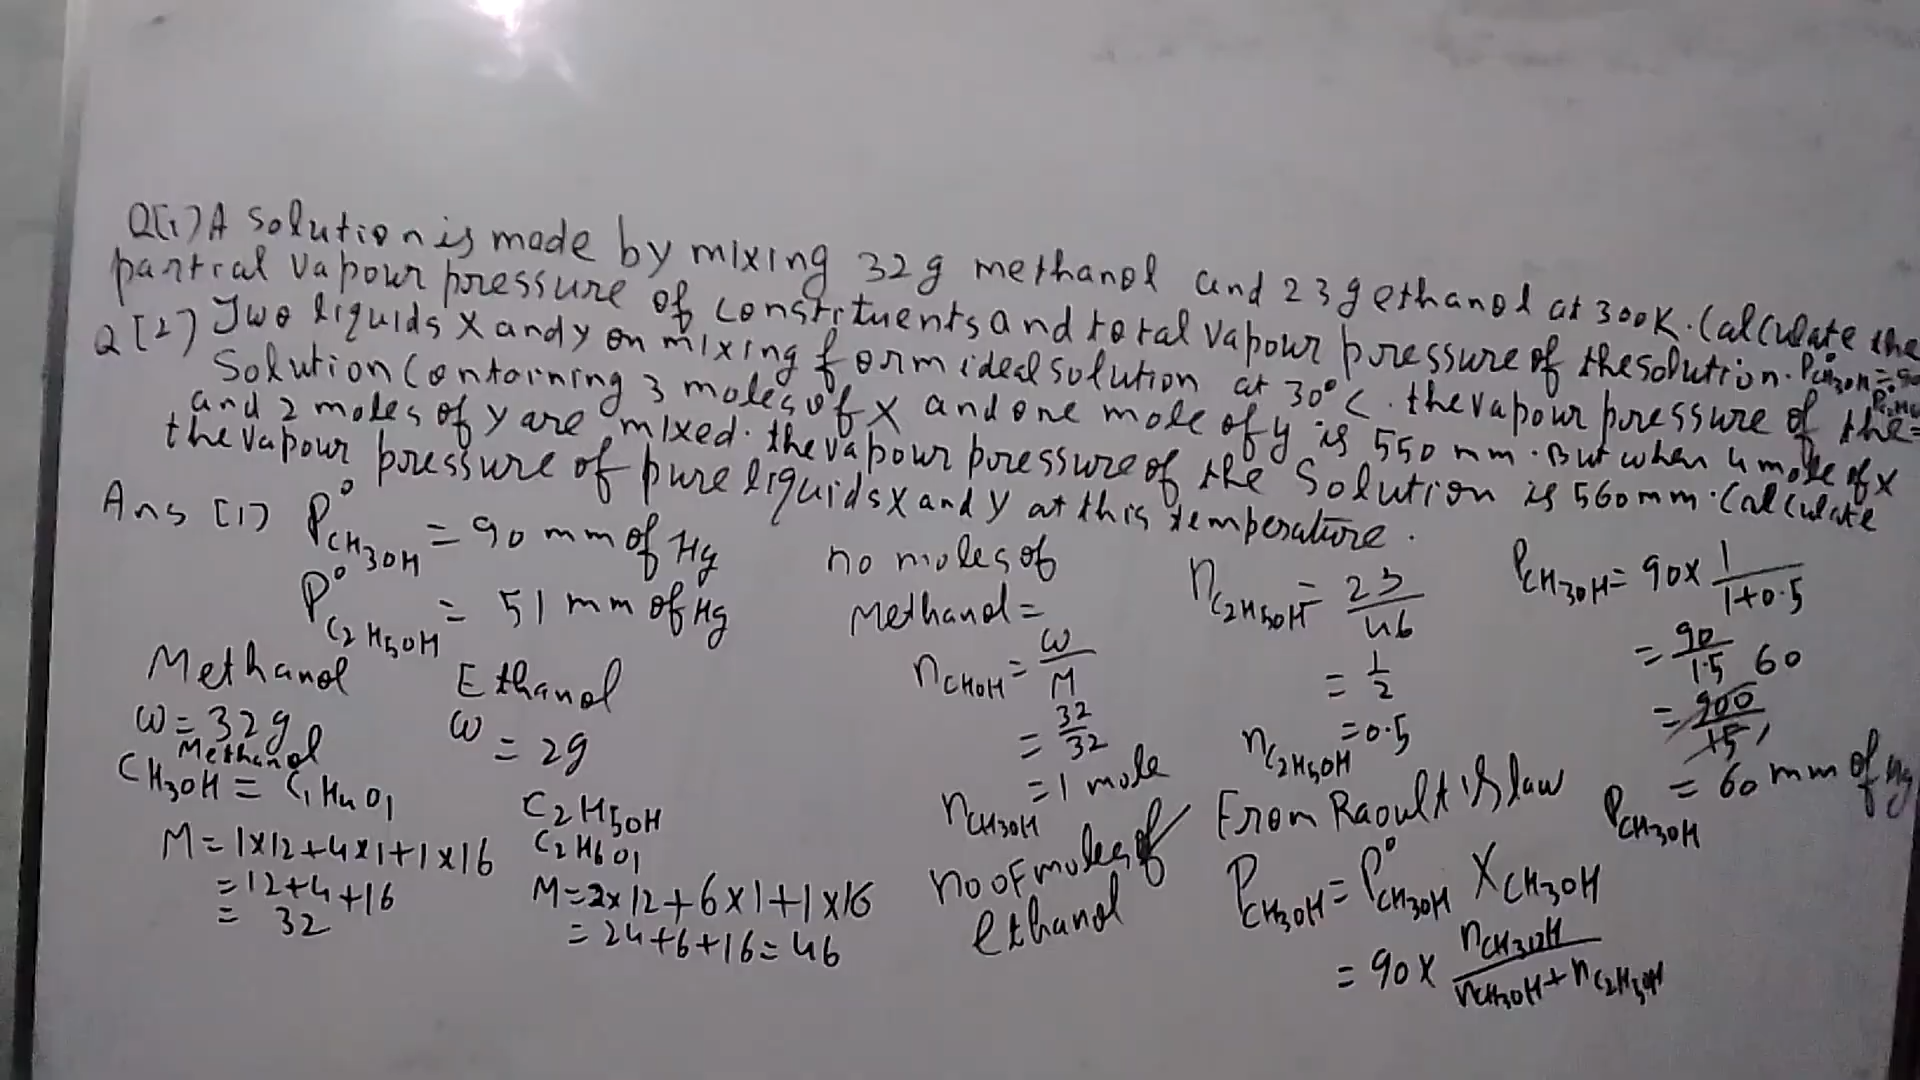 Q[1] A solution is made by mixing 32g methanol and 23g ethanol at 300K. Calculate the
partial vapour pressure of constituents and total vapour pressure of the solution. P°CH3OH = 90
Q[2] Two liquids X and y on mixing form ideal solution at 30°C. the vapour pressure of the
Solution Containing 3 moles of X and one mole of y is 550 mm. But when 4 mole of X
and 2 moles of y are mixed. the vapour pressure of the Solution is 560mm. Calculate
the vapour pressure of pure liquids X and y at this temperature.
Ans [1] P°CH3OH = 90 mm of Hg
P°C2H5OH = 51 mm of Hg
Methanol
W = 32g
Methanol
CH3OH = C1H4O1
M = 1x12+4x1+1x16
= 12+4+16
= 32
Ethanol
W = 2g
C2H5OH
C2H6O1
M = 2x12+6x1+1x16
= 24+6+16 = 46
no moles of
Methanol =
nCHOH = W/M
= 32/32
= 1 mole
nCH3OH
no of moles of
ethanol
nC2H5OH = 23/46
= 1/2
= 0.5
nC2H5OH
From Raoult's law
PCH3OH = P°CH3OH XCH3OH
= 90x nCH3OH/nCH3OH+nC2H5OH
PCH3OH = 90x 1/1+0.5
= 90/1.5 60
= 900/15
= 60 mm of Hg
PCH3OH